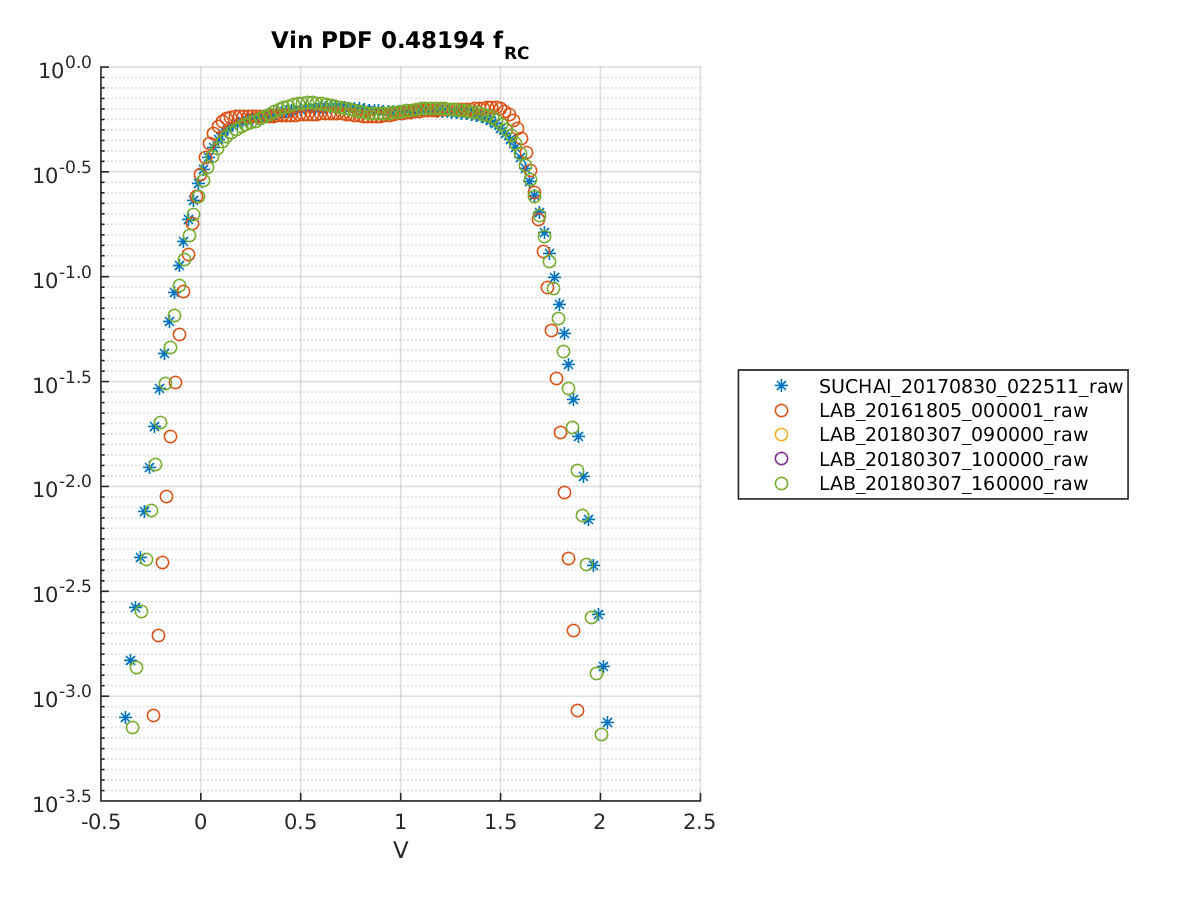 Vin PDF 0.48194 f_RC
10^0.0
10^-0.5
10^-1.0
10^-1.5
10^-2.0
10^-2.5
10^-3.0
10^-3.5
-0.5 0 0.5 1 1.5 2 2.5
V
SUCHAI_20170830_022511_raw
LAB_20161805_000001_raw
LAB_20180307_090000_raw
LAB_20180307_100000_raw
LAB_20180307_160000_raw